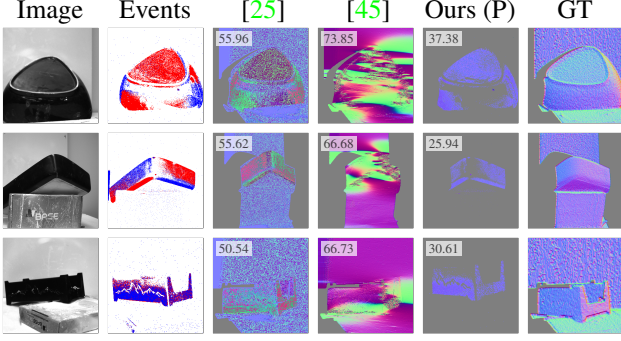 Image Events [25] [45] Ours (P) GT
55.96 73.85 37.38
55.62 66.68 25.94
BOSE
50.54 66.73 30.61